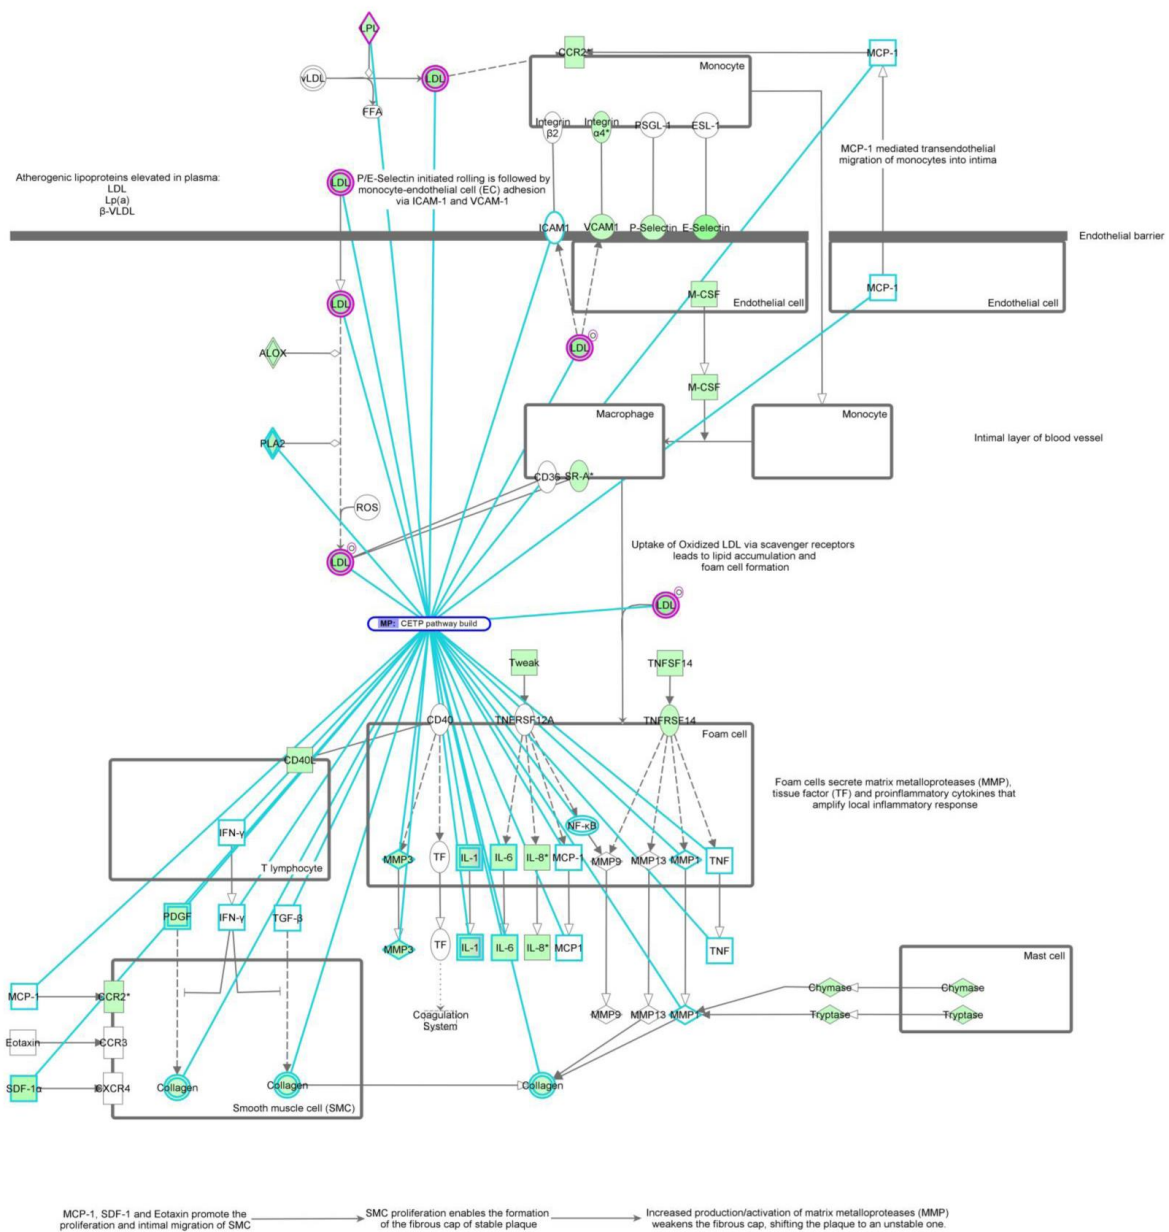 LPL
CCR2*
MCP-1
Monocyte
vLDL
LDL
FFA
Integrin
β2
Integrin
α4*
PSGL-1
ESL-1
MCP-1 mediated transendothelial
migration of monocytes into intima
Atherogenic lipoproteins elevated in plasma:
LDL
Lp(a)
β-VLDL
LDL
P/E-Selectin initiated rolling is followed by
monocyte-endothelial cell (EC) adhesion
via ICAM-1 and VCAM-1
ICAM1
VCAM1
P-Selectin
E-Selectin
Endothelial barrier
MCP-1
M-CSF
Endothelial cell
Endothelial cell
LDL
LDL
ALOX
M-CSF
Macrophage
Monocyte
PLA2
Intimal layer of blood vessel
CD36
SR-A*
ROS
Uptake of Oxidized LDL via scavenger receptors
leads to lipid accumulation and
foam cell formation
LDL
LDL
MP: CETP pathway build
Tweak
TNFSF14
CD40
TNFRSF12A
TNFRSF14
Foam cell
CD40L
Foam cells secrete matrix metalloproteases (MMP),
tissue factor (TF) and proinflammatory cytokines that
amplify local inflammatory response
IFN-γ
NF-κB
T lymphocyte
MMP3
TF
IL-1
IL-6
IL-8*
MCP-1
MMP9
MMP13
MMP1
TNF
PDGF
IFN-γ
TGF-β
MMP3
TF
IL-1
IL-6
IL-8*
MCP1
TNF
Mast cell
MCP-1
CCR2*
Chymase
Chymase
Coagulation
System
MMP9
MMP13
MMP1
Tryptase
Tryptase
Eotaxin
CCR3
SDF-1α
CXCR4
Collagen
Collagen
Collagen
Smooth muscle cell (SMC)
MCP-1, SDF-1 and Eotaxin promote the
proliferation and intimal migration of SMC
SMC proliferation enables the formation
of the fibrous cap of stable plaque
Increased production/activation of matrix metalloproteases (MMP)
weakens the fibrous cap, shifting the plaque to an unstable one.